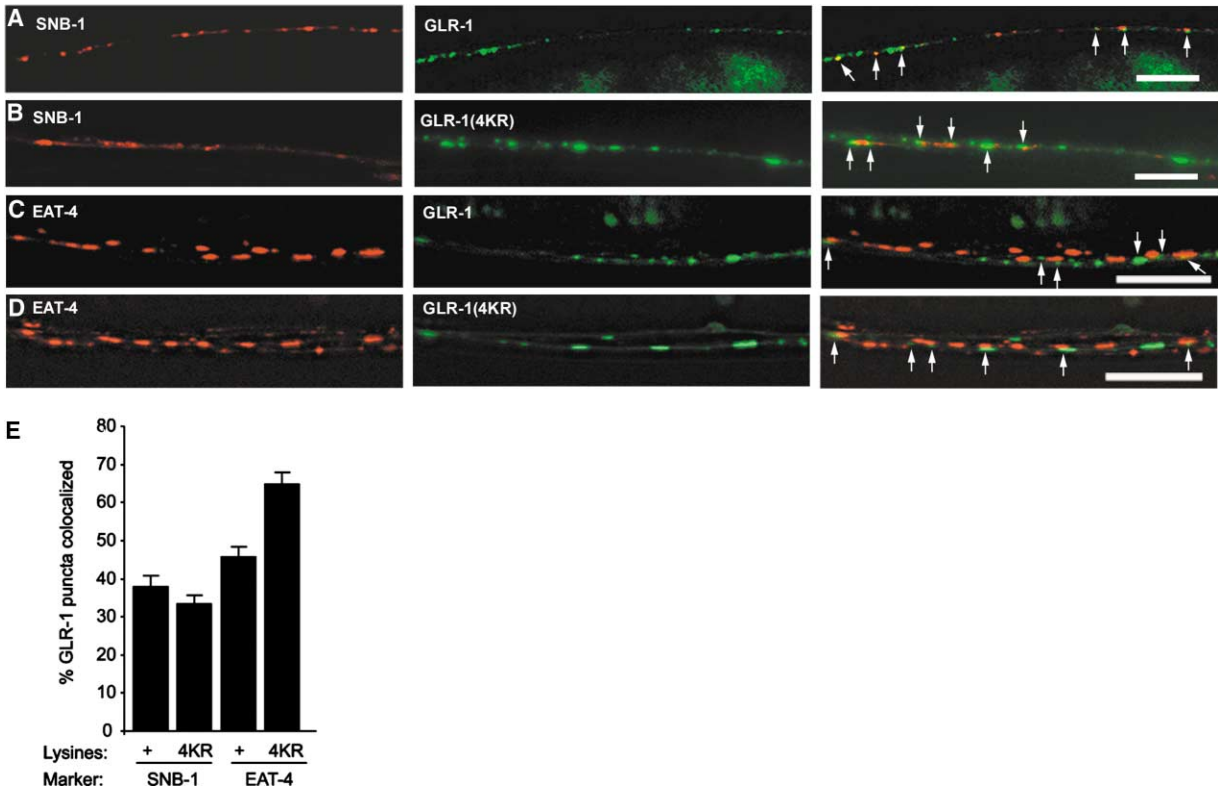 A SNB-1 GLR-1
B SNB-1 GLR-1(4KR)
C EAT-4 GLR-1
D EAT-4 GLR-1(4KR)
E
% GLR-1 puncta colocalized
80
70
60
50
40
30
20
10
0
Lysines: + 4KR + 4KR
Marker: SNB-1 EAT-4